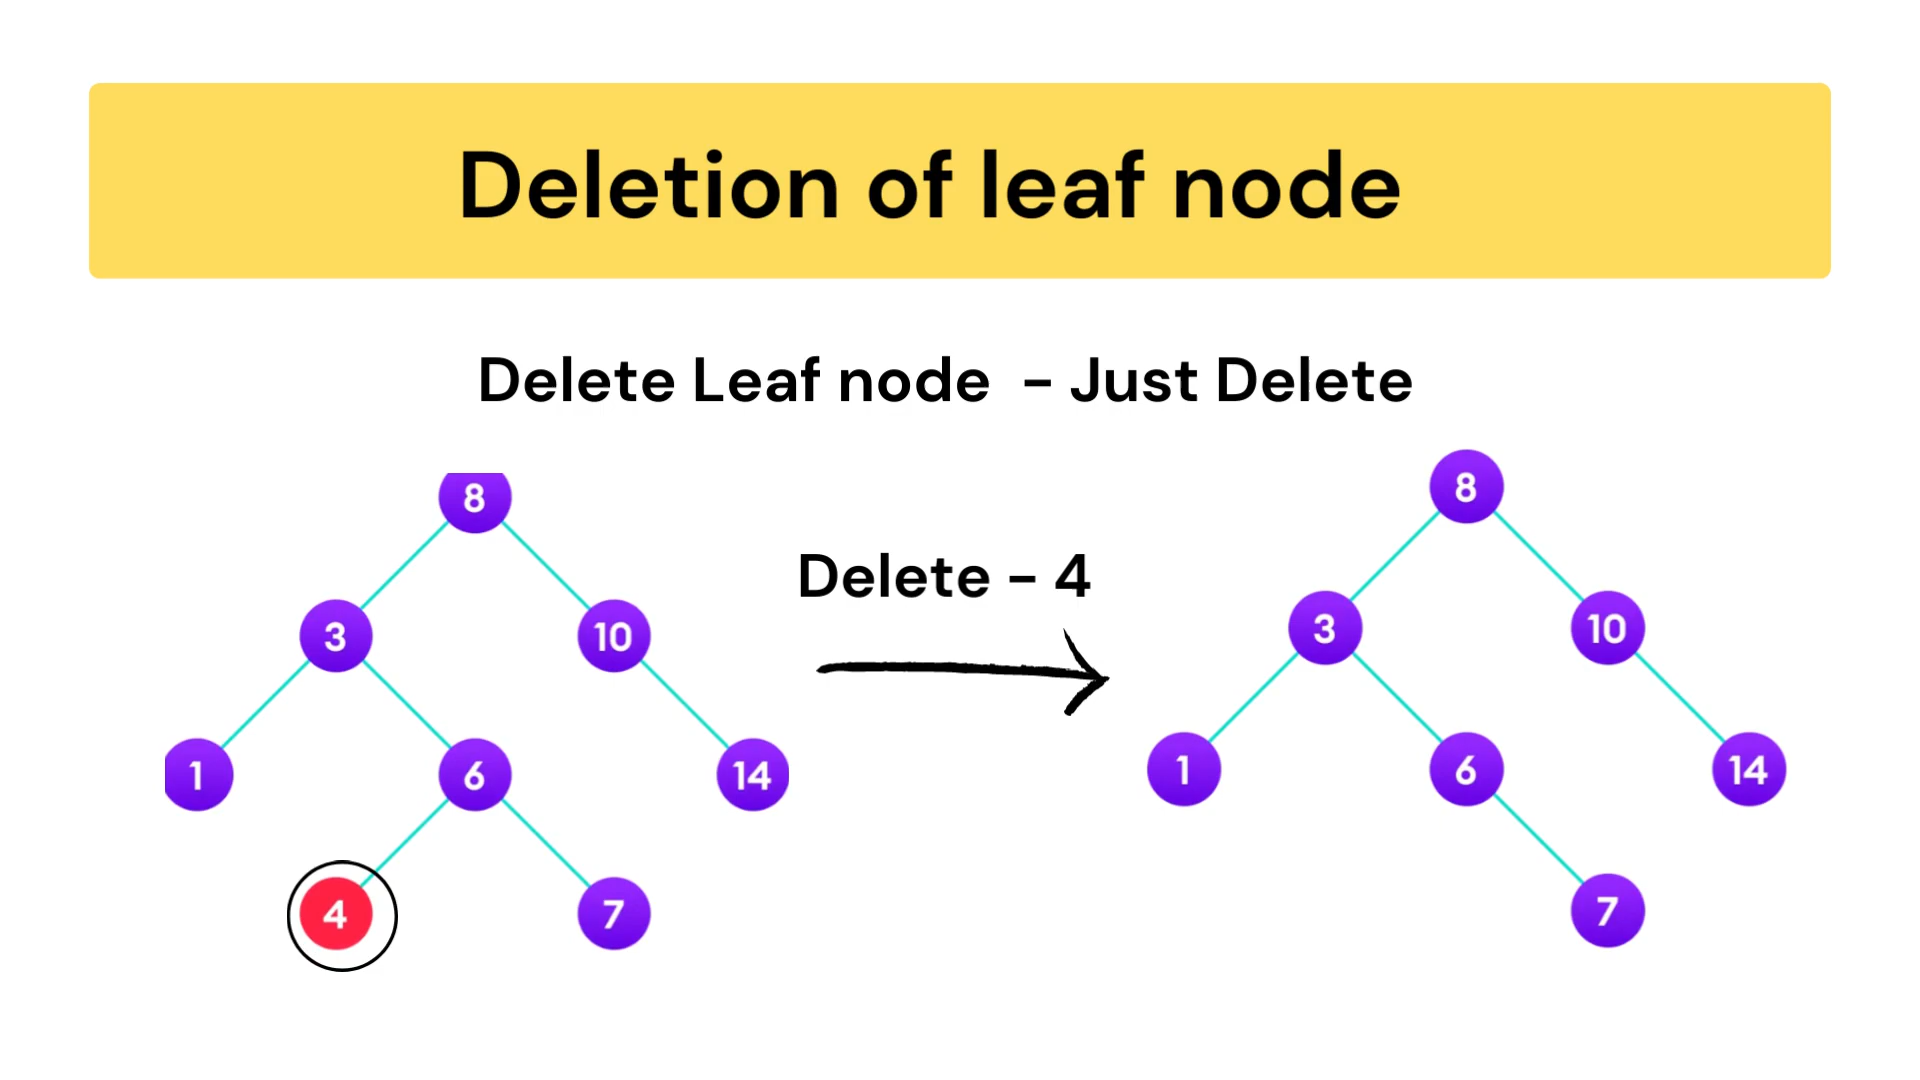 Deletion of leaf node
Delete Leaf node - Just Delete
8
3 10
1 6 14
4 7
Delete - 4
8
3 10
1 6 14
7